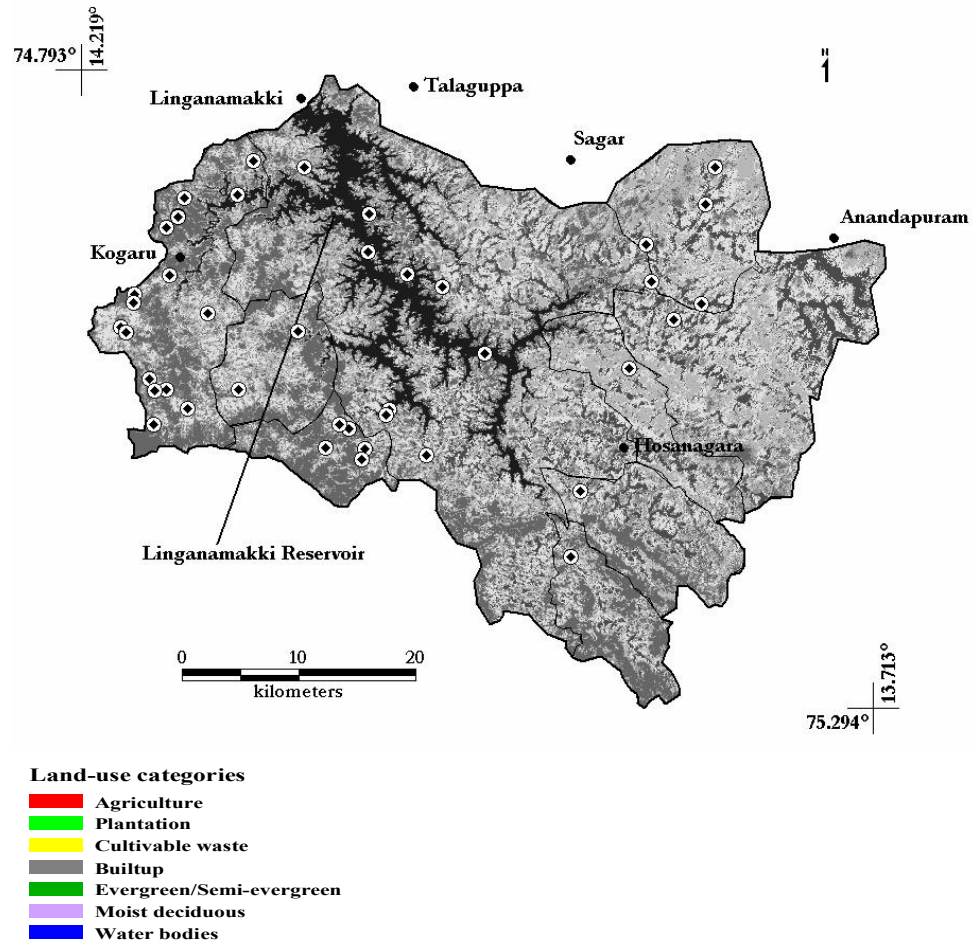 74.793°
14.219°
N
Talaguppa
Linganamakki
Sagar
Anandapuram
Kogaru
Hosanagara
Linganamakki Reservoir
0 10 20
kilometers
13.713°
75.294°
Land-use categories
Agriculture
Plantation
Cultivable waste
Builtup
Evergreen/Semi-evergreen
Moist deciduous
Water bodies